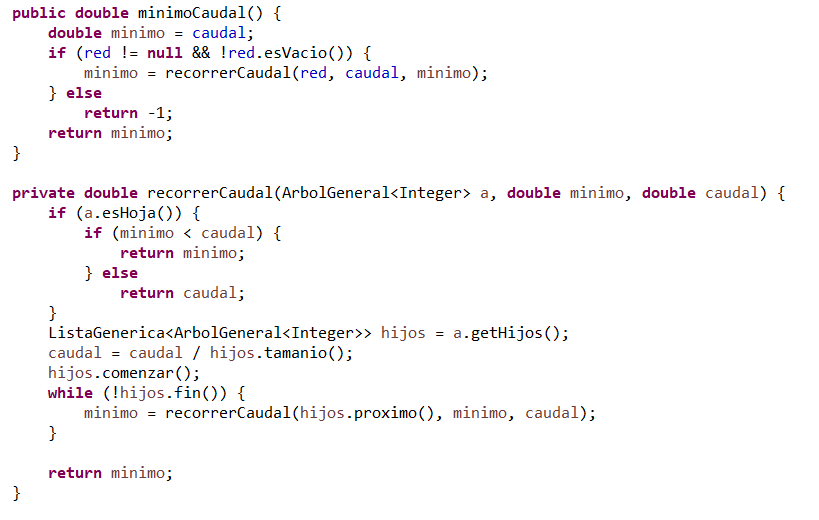 public double minimoCaudal() {
    double minimo = caudal;
    if (red != null && !red.esVacio()) {
        minimo = recorrerCaudal(red, caudal, minimo);
    } else
        return -1;
    return minimo;
}

private double recorrerCaudal(ArbolGeneral<Integer> a, double minimo, double caudal) {
    if (a.esHoja()) {
        if (minimo < caudal) {
            return minimo;
        } else
            return caudal;
    }
    ListaGenerica<ArbolGeneral<Integer>> hijos = a.getHijos();
    caudal = caudal / hijos.tamanio();
    hijos.comenzar();
    while (!hijos.fin()) {
        minimo = recorrerCaudal(hijos.proximo(), minimo, caudal);
    }

    return minimo;
}